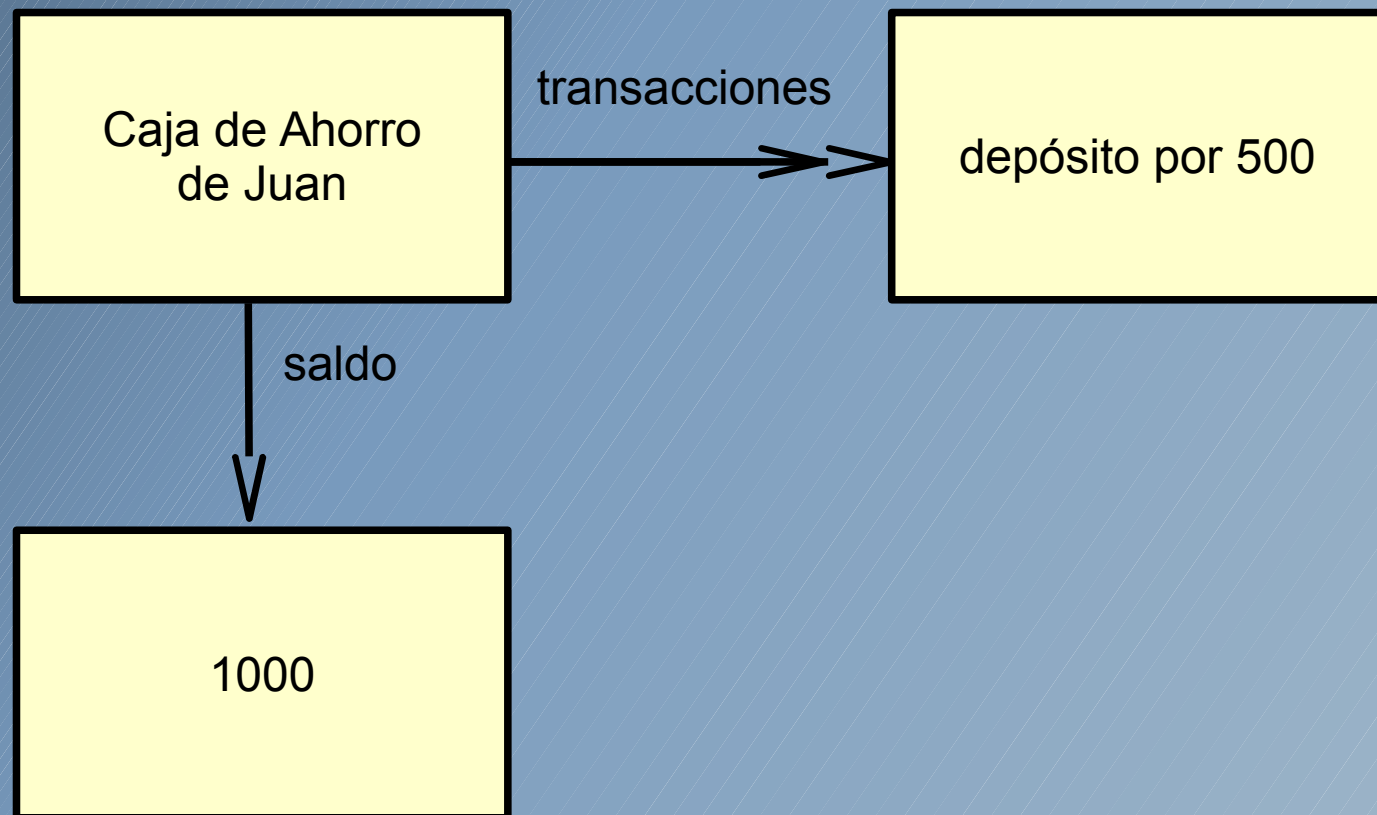 Caja de Ahorro
de Juan
transacciones
depósito por 500
saldo
1000